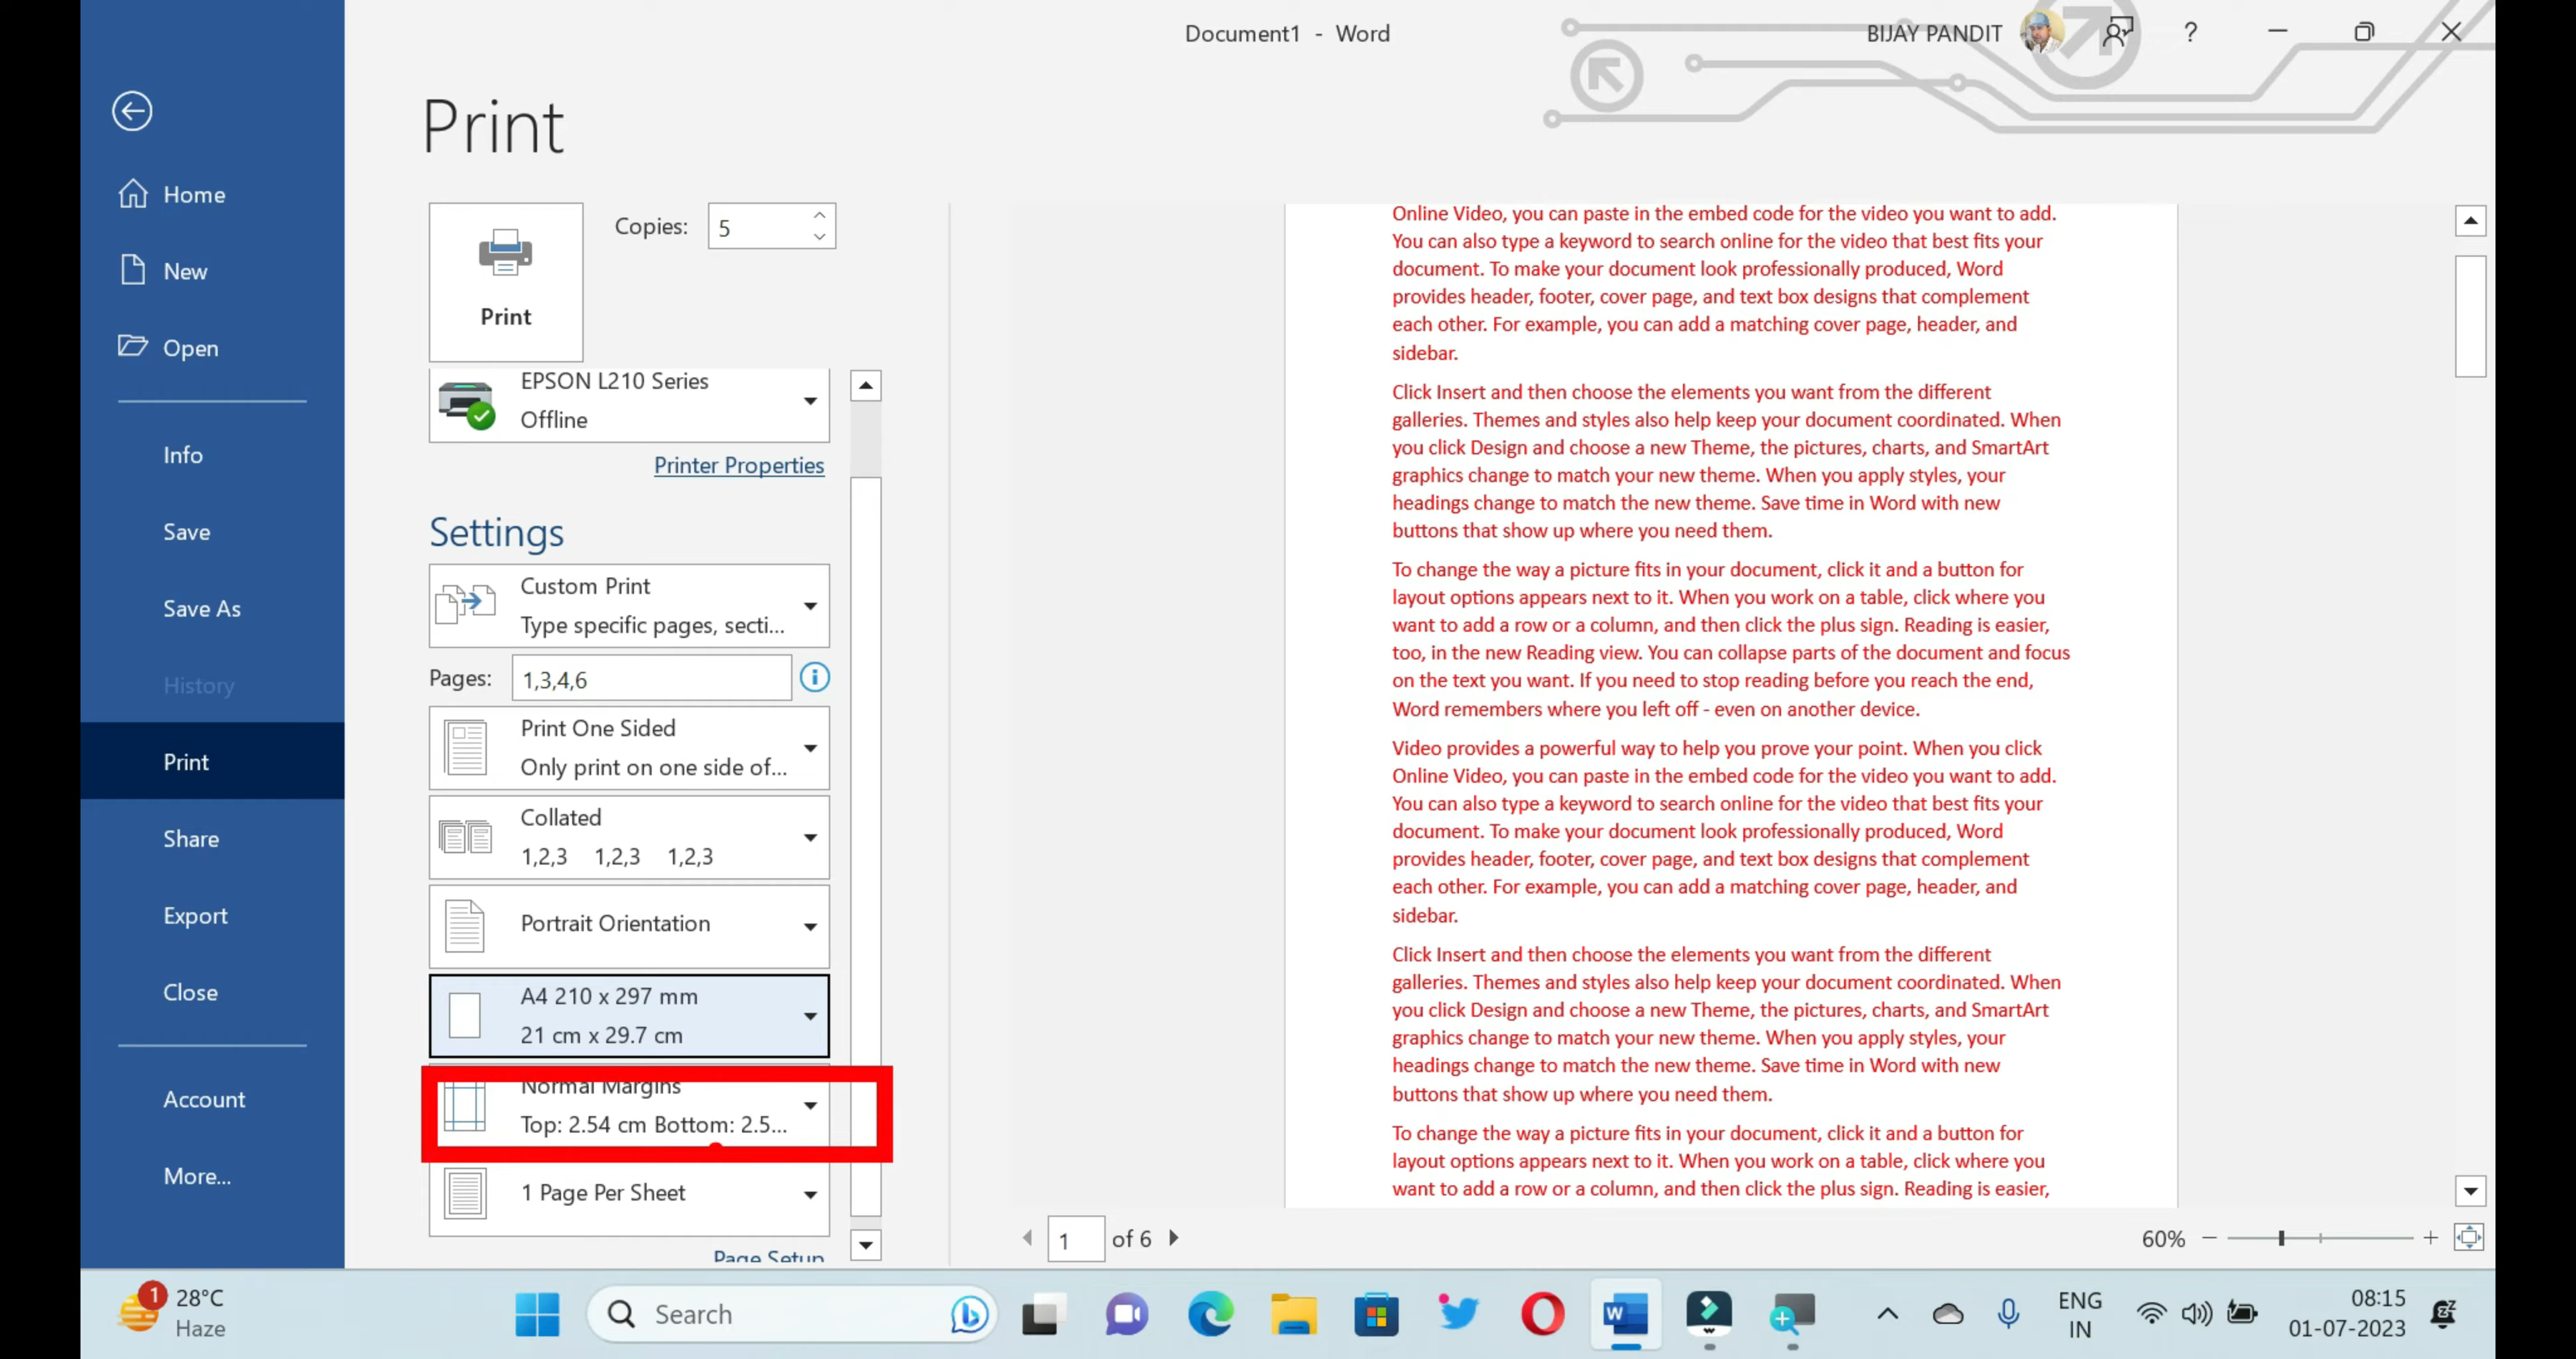 Document1 - Word
BIJAY PANDIT
?
Print
Home
New
Open
Info
Save
Save As
History
Print
Share
Export
Close
Account
More...
Print
Copies: 5
EPSON L210 Series
Offline
Printer Properties
Settings
Custom Print
Type specific pages, secti...
Pages: 1,3,4,6
Print One Sided
Only print on one side of...
Collated
1,2,3 1,2,3 1,2,3
Portrait Orientation
A4 210 x 297 mm
21 cm x 29.7 cm
Normal Margins
Top: 2.54 cm Bottom: 2.5...
1 Page Per Sheet
Page Setup
Online Video, you can paste in the embed code for the video you want to add.
You can also type a keyword to search online for the video that best fits your
document. To make your document look professionally produced, Word
provides header, footer, cover page, and text box designs that complement
each other. For example, you can add a matching cover page, header, and
sidebar.
Click Insert and then choose the elements you want from the different
galleries. Themes and styles also help keep your document coordinated. When
you click Design and choose a new Theme, the pictures, charts, and SmartArt
graphics change to match your new theme. When you apply styles, your
headings change to match the new theme. Save time in Word with new
buttons that show up where you need them.
To change the way a picture fits in your document, click it and a button for
layout options appears next to it. When you work on a table, click where you
want to add a row or a column, and then click the plus sign. Reading is easier,
too, in the new Reading view. You can collapse parts of the document and focus
on the text you want. If you need to stop reading before you reach the end,
Word remembers where you left off - even on another device.
Video provides a powerful way to help you prove your point. When you click
Online Video, you can paste in the embed code for the video you want to add.
You can also type a keyword to search online for the video that best fits your
document. To make your document look professionally produced, Word
provides header, footer, cover page, and text box designs that complement
each other. For example, you can add a matching cover page, header, and
sidebar.
Click Insert and then choose the elements you want from the different
galleries. Themes and styles also help keep your document coordinated. When
you click Design and choose a new Theme, the pictures, charts, and SmartArt
graphics change to match your new theme. When you apply styles, your
headings change to match the new theme. Save time in Word with new
buttons that show up where you need them.
To change the way a picture fits in your document, click it and a button for
layout options appears next to it. When you work on a table, click where you
want to add a row or a column, and then click the plus sign. Reading is easier,
1 of 6
60%
1
28°C
Haze
Search
ENG
IN
08:15
01-07-2023